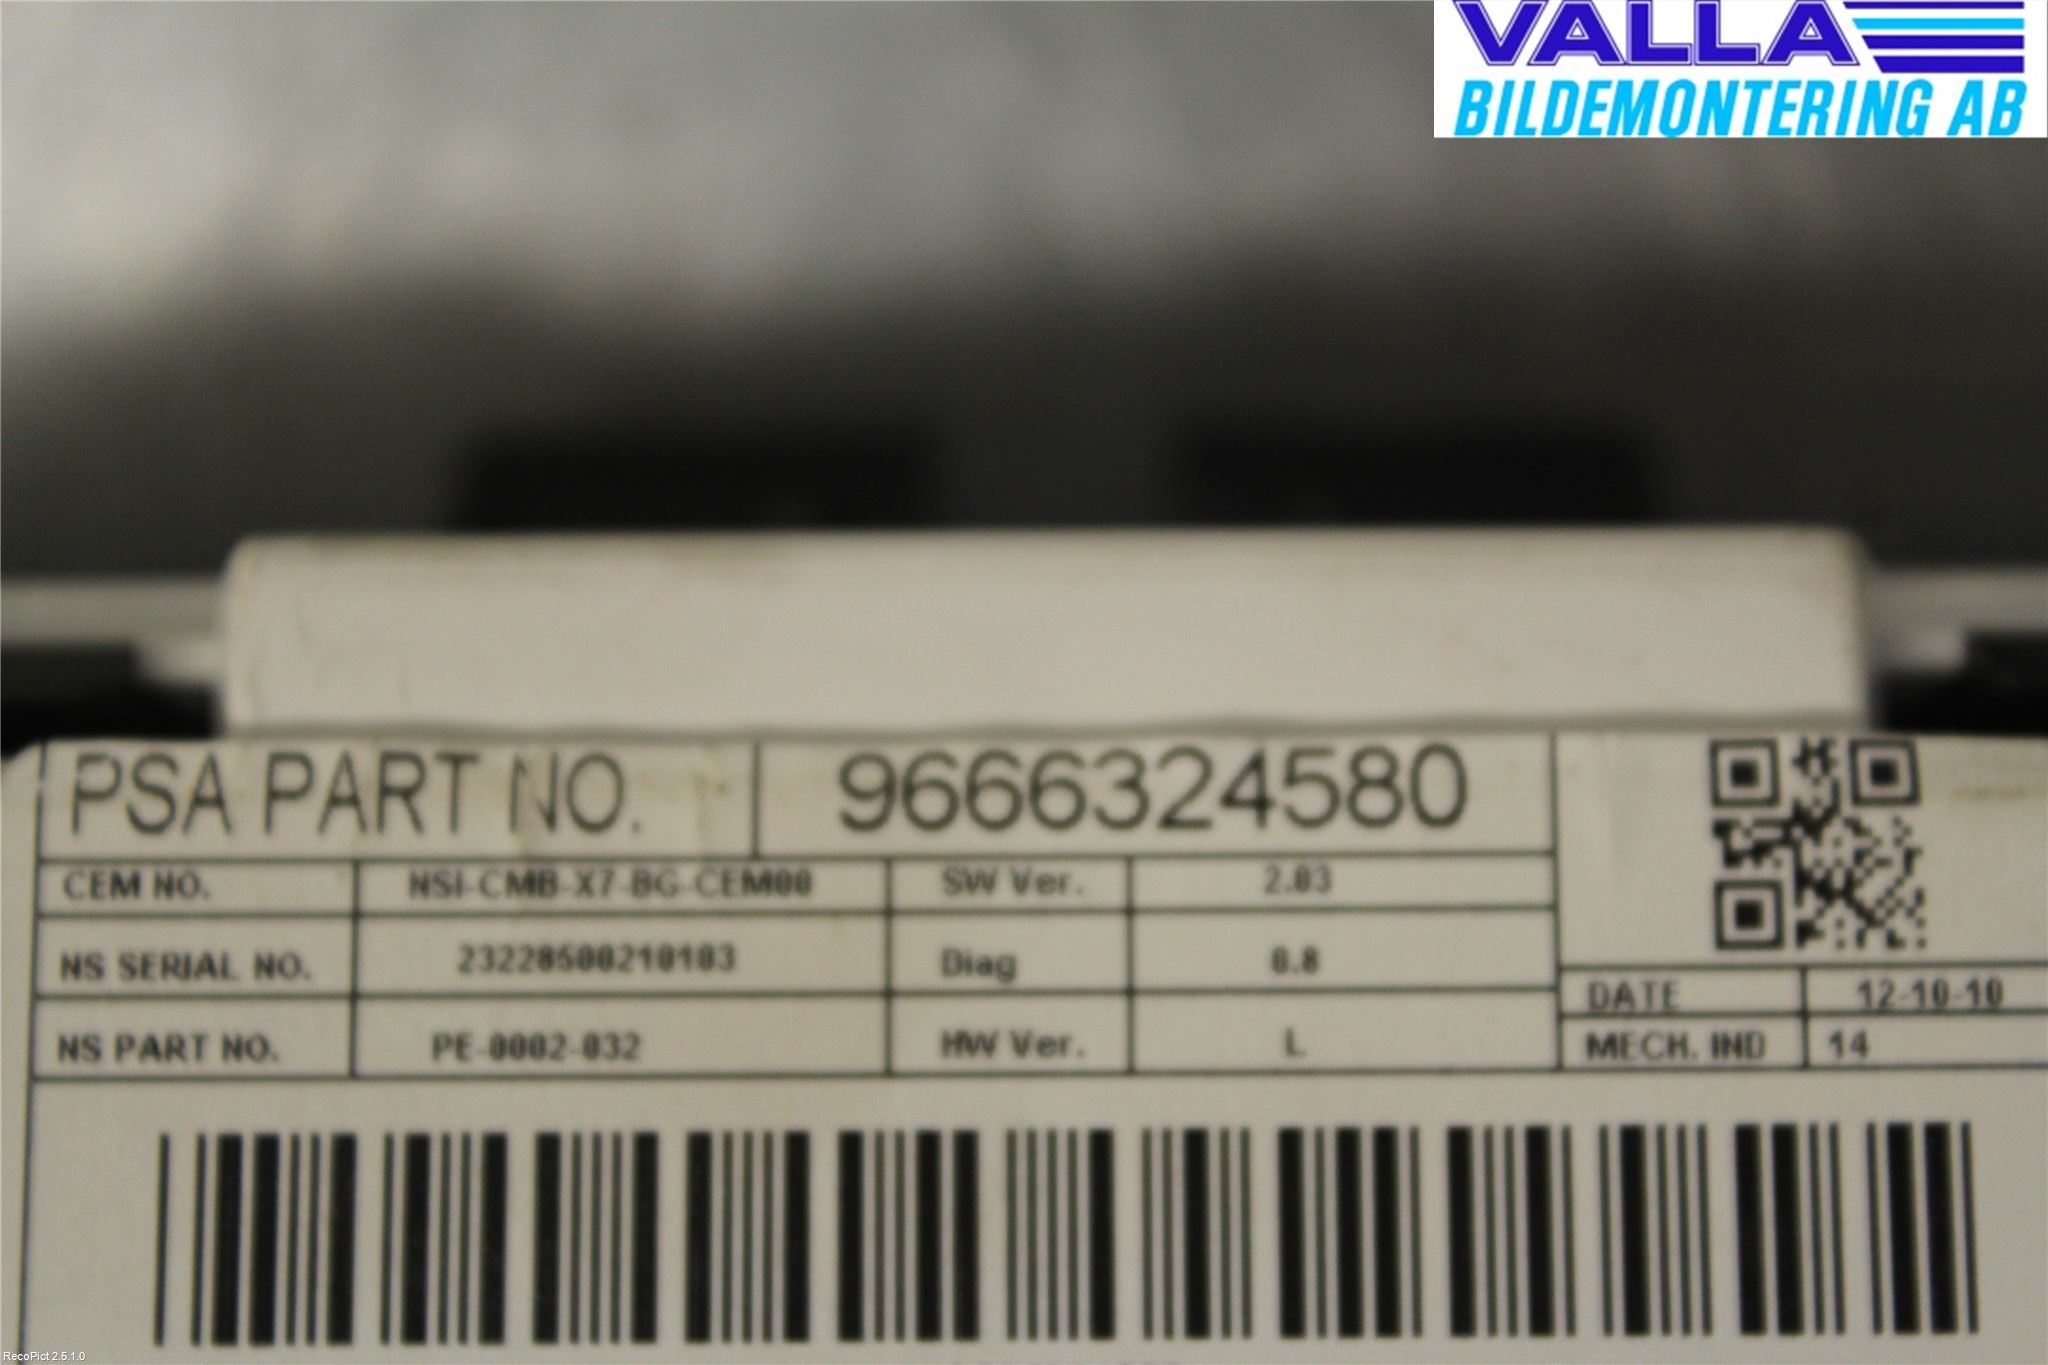 VALLA
BILDEMONTERING AB
PSA PART NO. 9666324580
CEM NO. NSI-CMB-X7-BG-CEM00 SW Ver. 2.03
NS SERIAL NO. 23228500210103 Diag 0.8
DATE 12-10-10
NS PART NO. PE-0002-032 HW Ver. L
MECH. IND 14
RecoPict 2.5.1.0